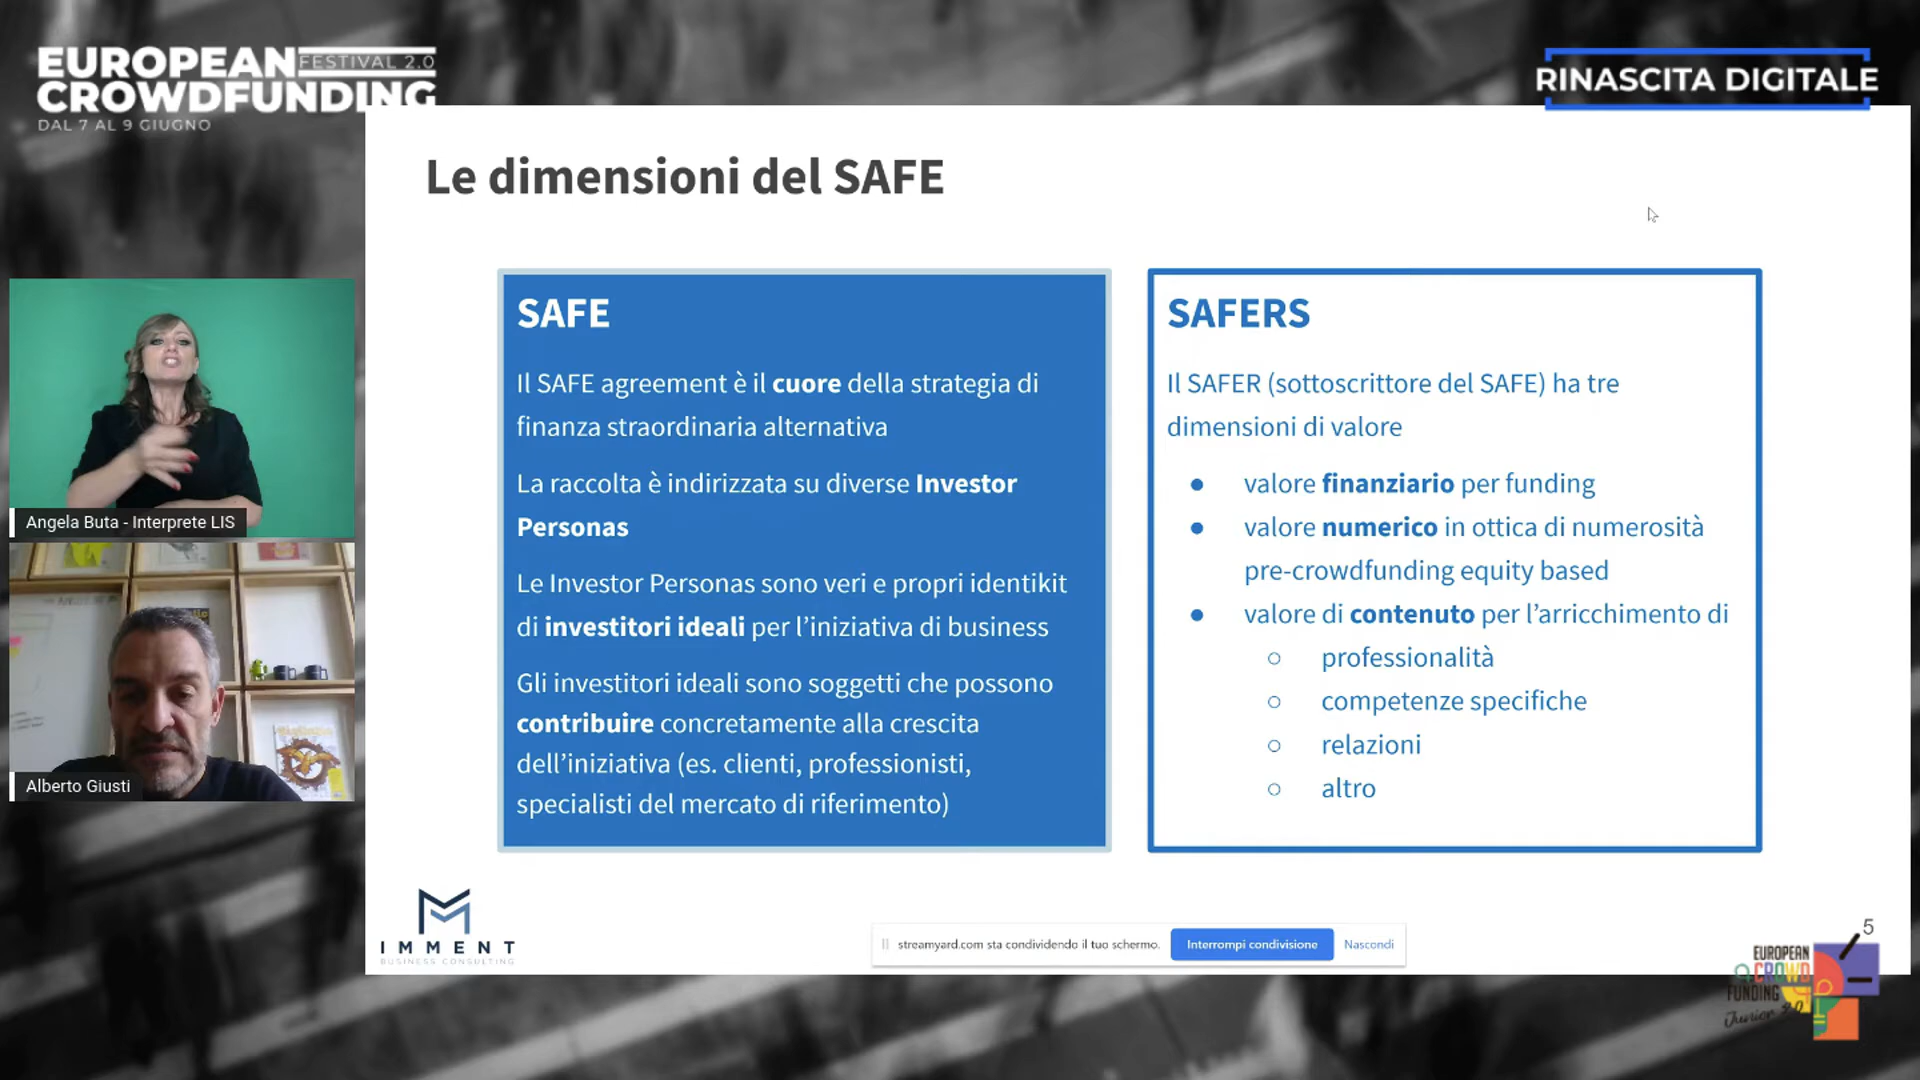 EUROPEAN FESTIVAL 2.0
CROWDFUNDING
DAL 7 AL 9 GIUGNO
RINASCITA DIGITALE
Le dimensioni del SAFE
SAFE
Il SAFE agreement è il cuore della strategia di
finanza straordinaria alternativa
La raccolta è indirizzata su diverse Investor
Personas
Le Investor Personas sono veri e propri identikit
di investitori ideali per l’iniziativa di business
Gli investitori ideali sono soggetti che possono
contribuire concretamente alla crescita
dell’iniziativa (es. clienti, professionisti,
specialisti del mercato di riferimento)
SAFERS
Il SAFER (sottoscrittore del SAFE) ha tre
dimensioni di valore
valore finanziario per funding
valore numerico in ottica di numerosità
pre-crowdfunding equity based
valore di contenuto per l’arricchimento di
professionalità
competenze specifiche
relazioni
altro
Angela Buta - Interprete LIS
Alberto Giusti
IMMENT
BUSINESS CONSULTING
streamyard.com sta condividendo il tuo schermo.
Interrompi condivisione
Nascondi
5
EUROPEAN
CROWD
FUNDING
Junior 2.0